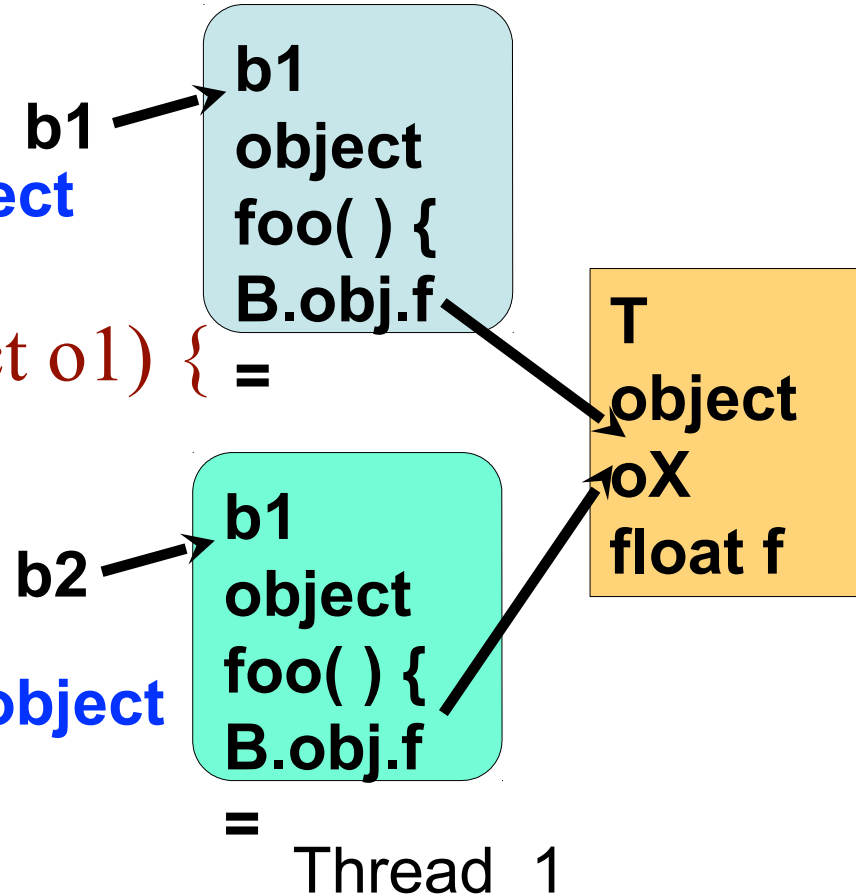 b1
b1
object
foo( ) {
B.obj.f
=
ect
ct o1) {
T
object
oX
float f
b2
b1
object
foo( ) {
B.obj.f
=
object
Thread 1